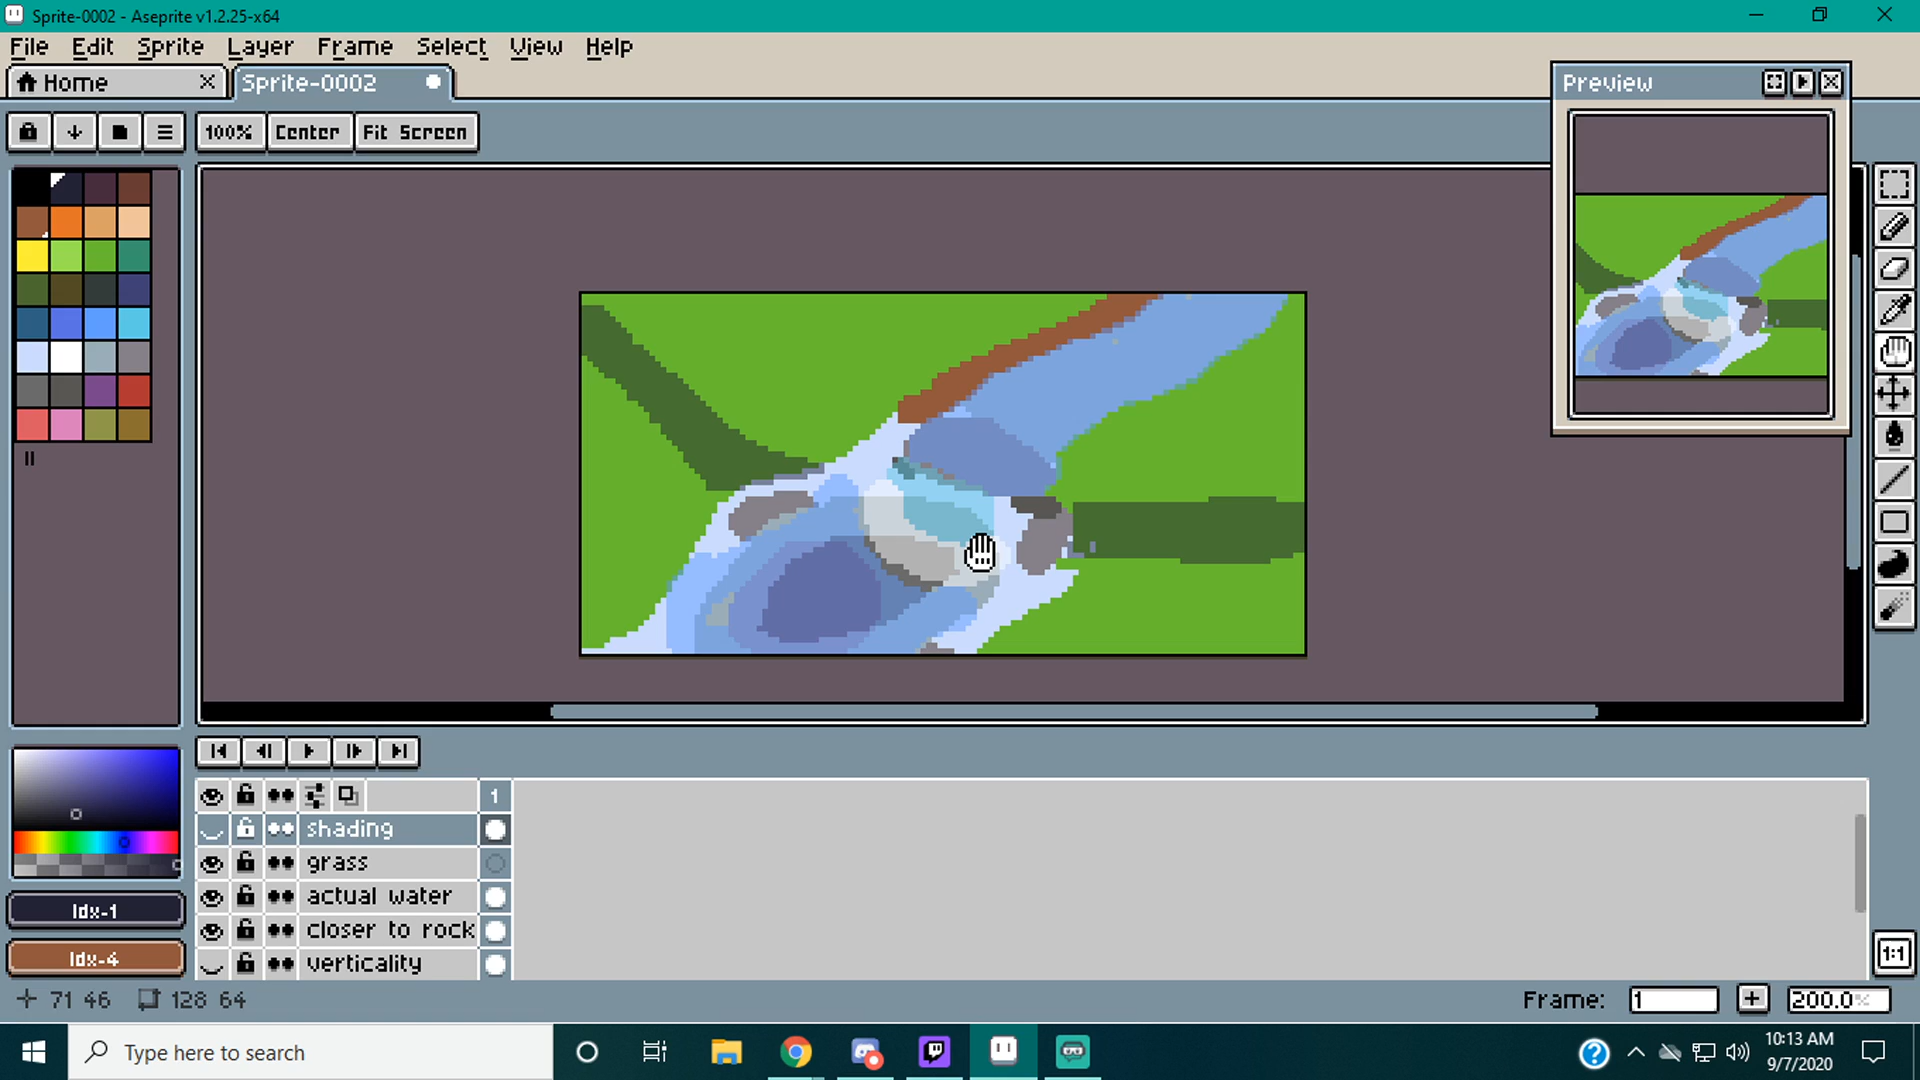 Sprite-0002 - Aseprite v1.2.25-x64
File Edit Sprite Layer Frame Select View Help
Home Sprite-0002
Preview
100% Center Fit Screen
1
shading
grass
actual water
closer to rock
verticality
Idx-1
Idx-4
1:1
71 46 128 64
Frame: 1 + 200.0%
Type here to search
10:13 AM
9/7/2020